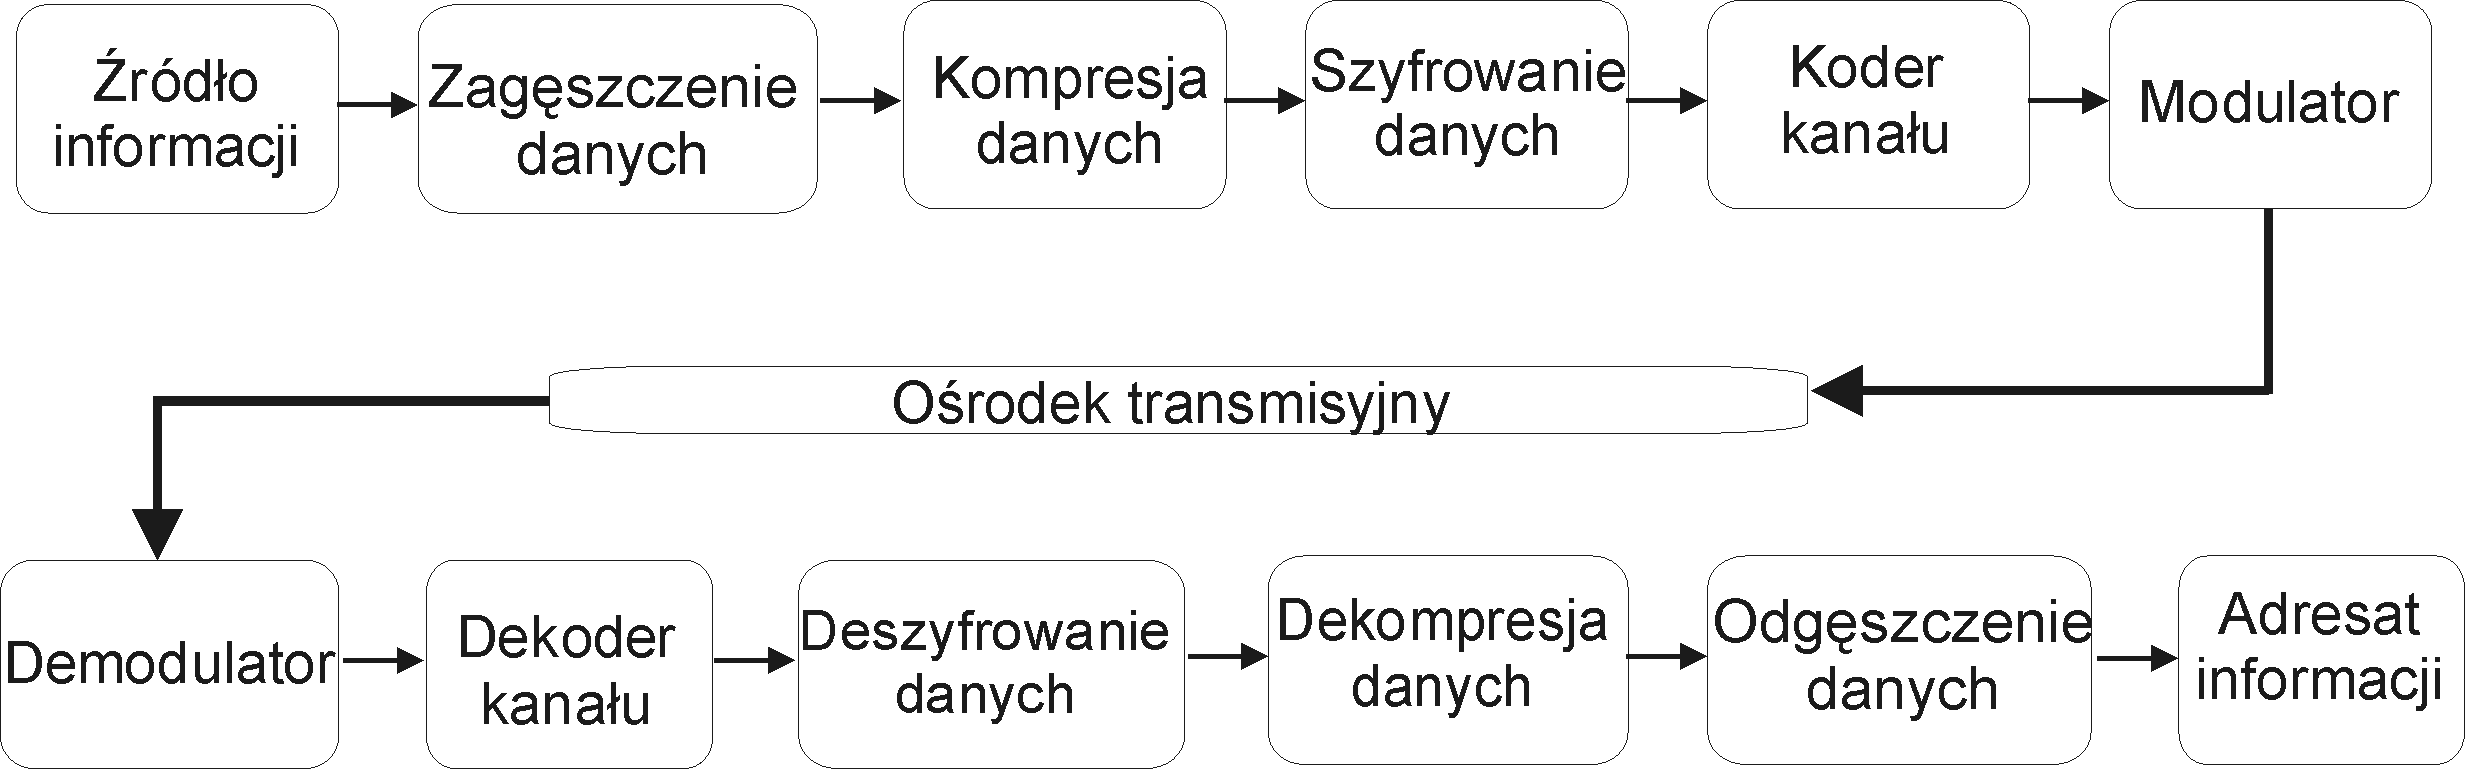 Źródło
informacji
Zagęszczenie
danych
Kompresja
danych
Szyfrowanie
danych
Koder
kanału
Modulator
Ośrodek transmisyjny
Demodulator
Dekoder
kanału
Deszyfrowanie
danych
Dekompresja
danych
Odgęszczenie
danych
Adresat
informacji